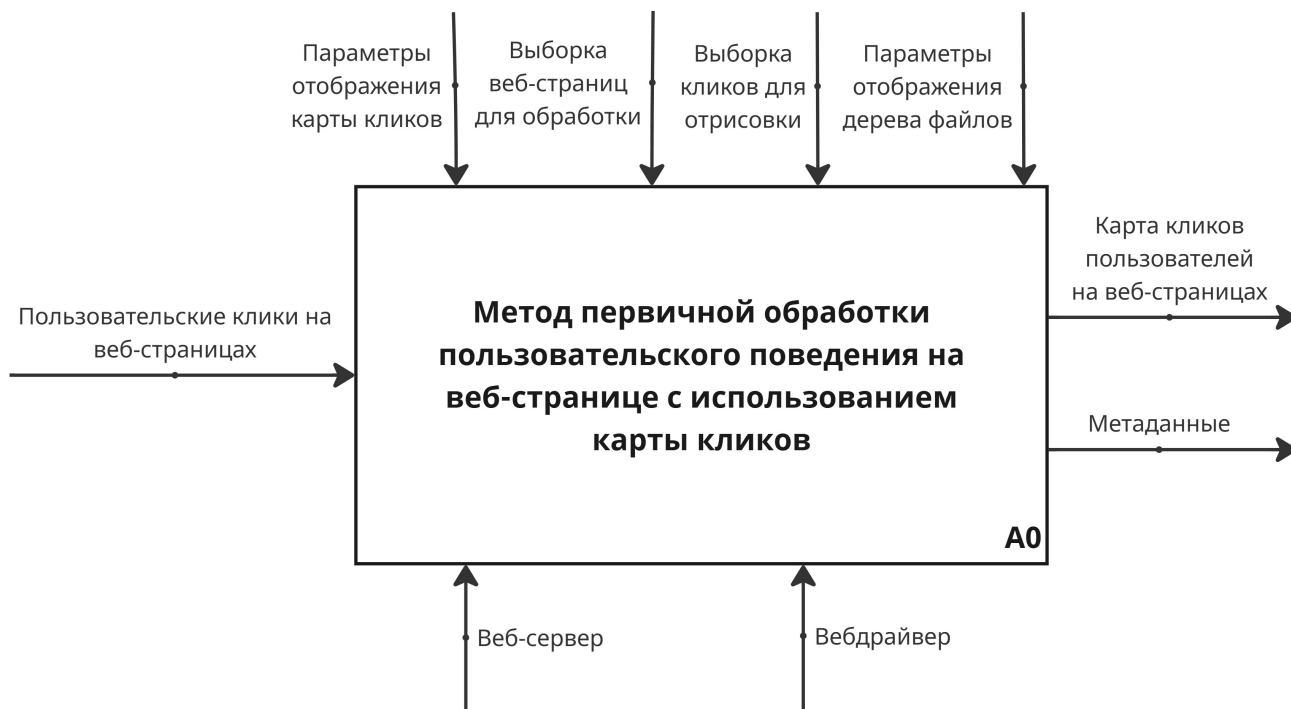 Параметры
отображения
карты кликов
Выборка
веб-страниц
для обработки
Выборка
кликов для
отрисовки
Параметры
отображения
дерева файлов
Пользовательские клики на
веб-страницах
Метод первичной обработки
пользовательского поведения на
веб-странице с использованием
карты кликов
A0
Карта кликов
пользователей
на веб-страницах
Метаданные
Веб-сервер
Вебдрайвер